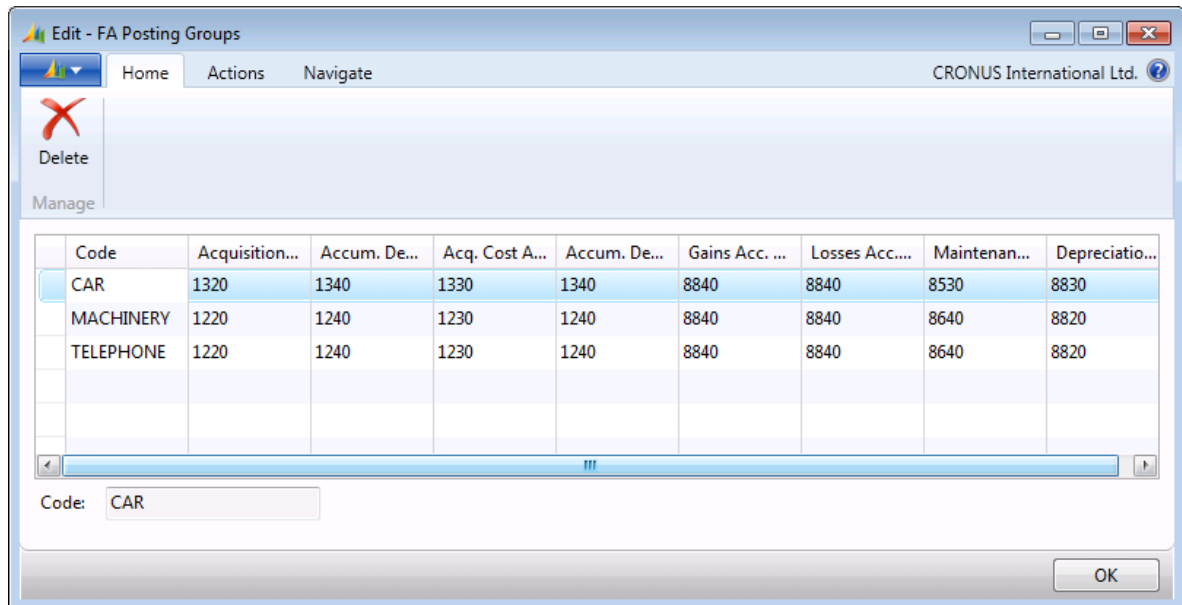 Edit - FA Posting Groups
Home Actions Navigate CRONUS International Ltd.
Delete
Manage
Code Acquisition... Accum. De... Acq. Cost A... Accum. De... Gains Acc. ... Losses Acc.... Maintenan... Depreciatio...
CAR 1320 1340 1330 1340 8840 8840 8530 8830
MACHINERY 1220 1240 1230 1240 8840 8840 8640 8820
TELEPHONE 1220 1240 1230 1240 8840 8840 8640 8820
Code: CAR
OK